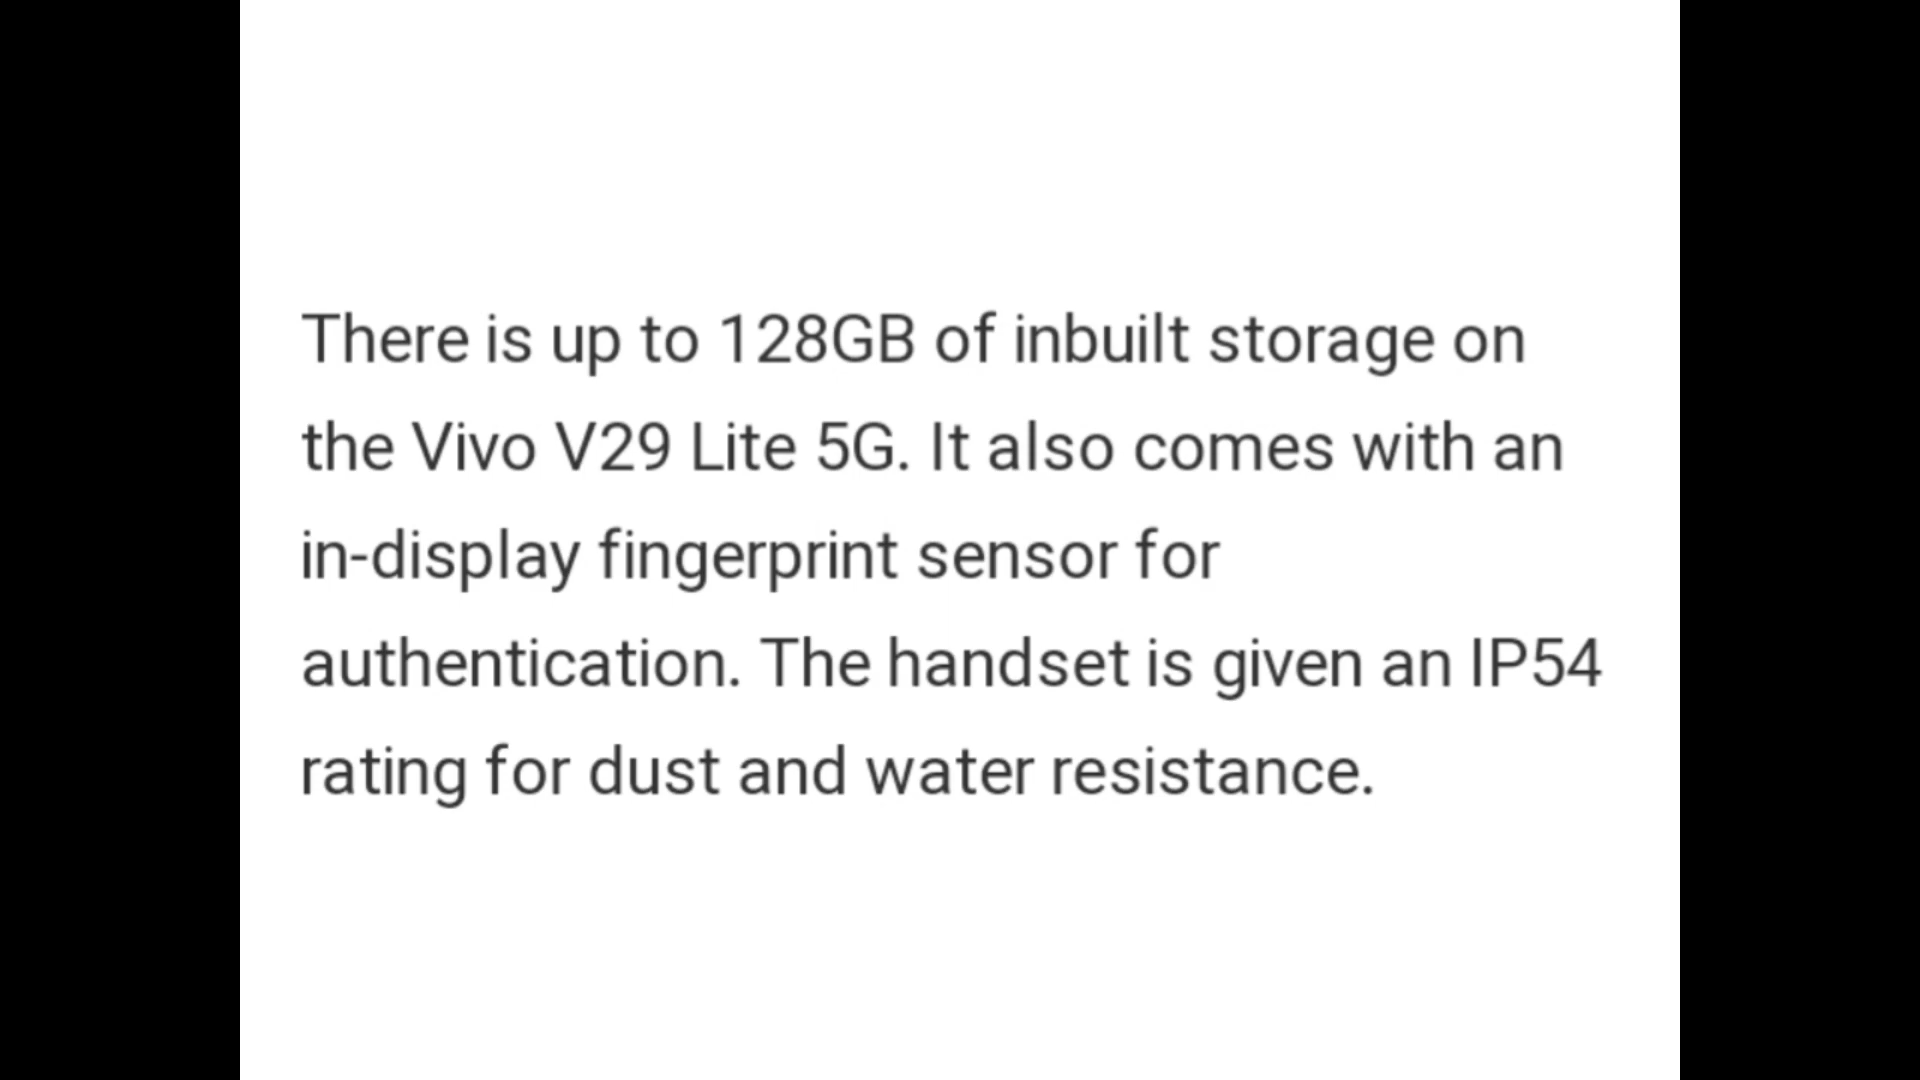 There is up to 128GB of inbuilt storage on
the Vivo V29 Lite 5G. It also comes with an
in-display fingerprint sensor for
authentication. The handset is given an IP54
rating for dust and water resistance.